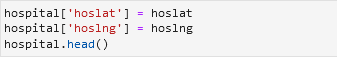 hospital['hoslat'] = hoslat
hospital['hoslng'] = hoslng
hospital.head()